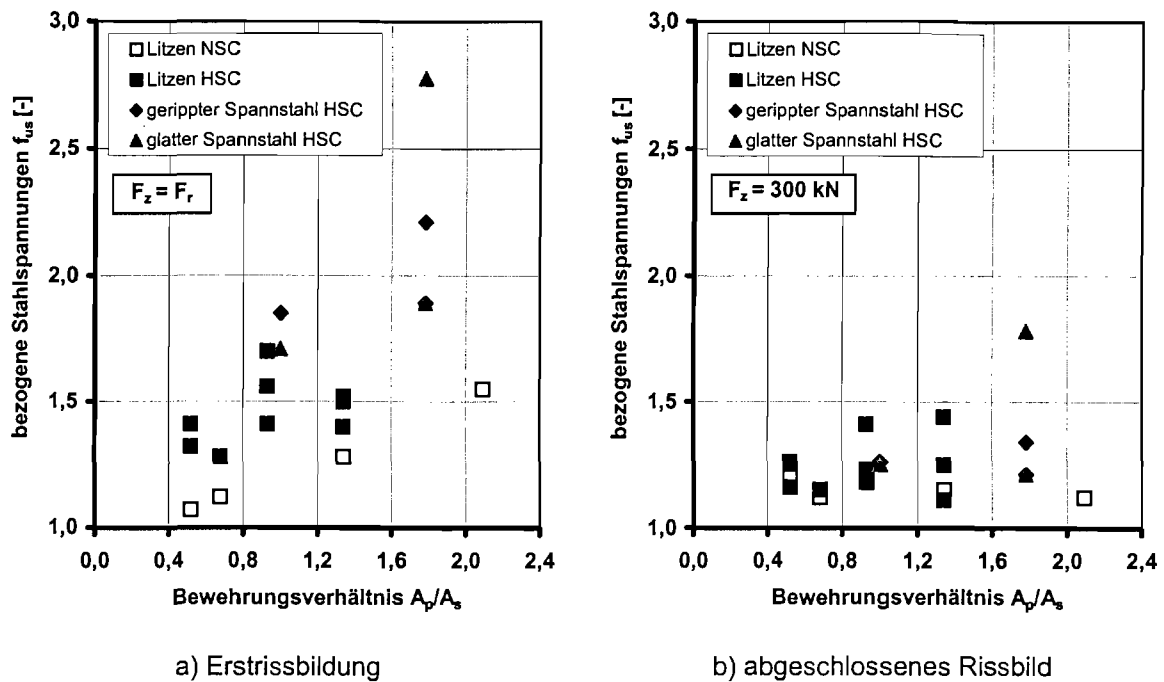 3,0
2,5
2,0
1,5
1,0
bezogene Stahlspannungen f_us [-]
Litzen NSC
Litzen HSC
gerippter Spannstahl HSC
glatter Spannstahl HSC
F_z = F_r
0,0 0,4 0,8 1,2 1,6 2,0 2,4
Bewehrungsverhältnis A_p/A_s
a) Erstrissbildung
3,0
2,5
2,0
1,5
1,0
bezogene Stahlspannungen f_us [-]
Litzen NSC
Litzen HSC
gerippter Spannstahl HSC
glatter Spannstahl HSC
F_z = 300 kN
0,0 0,4 0,8 1,2 1,6 2,0 2,4
Bewehrungsverhältnis A_p/A_s
b) abgeschlossenes Rissbild